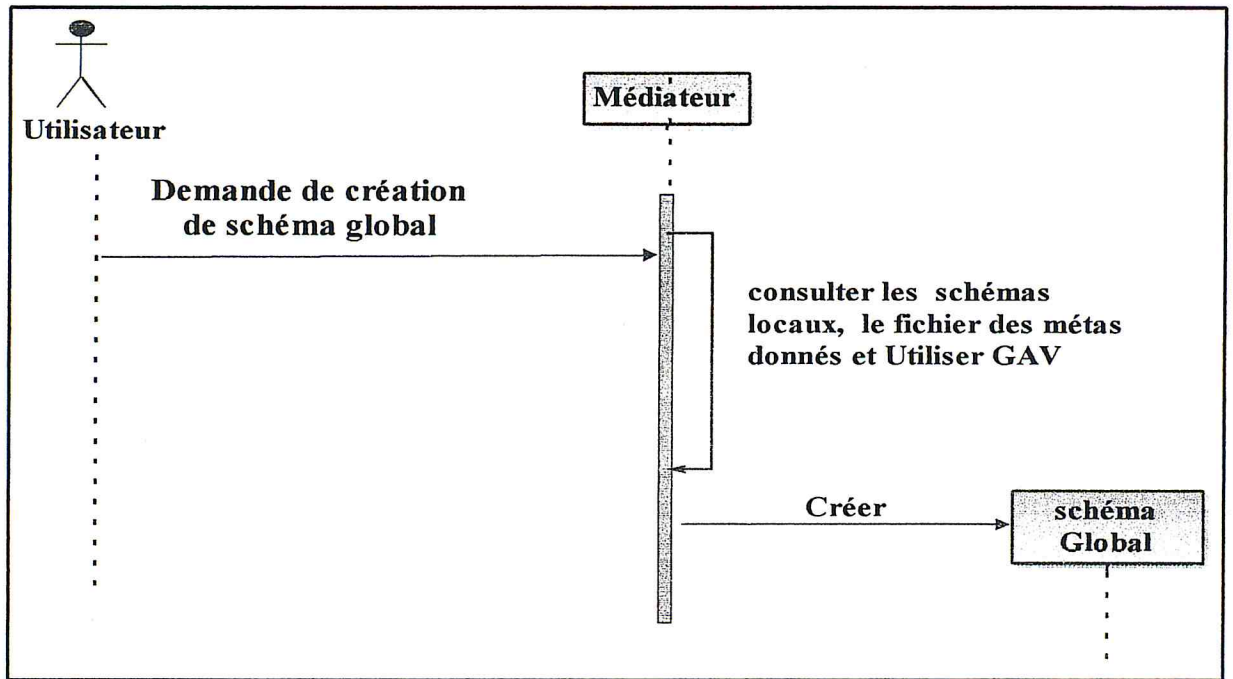 Utilisateur
Médiateur
Demande de création
de schéma global
consulter les schémas
locaux, le fichier des métas
donnés et Utiliser GAV
Créer
schéma
Global